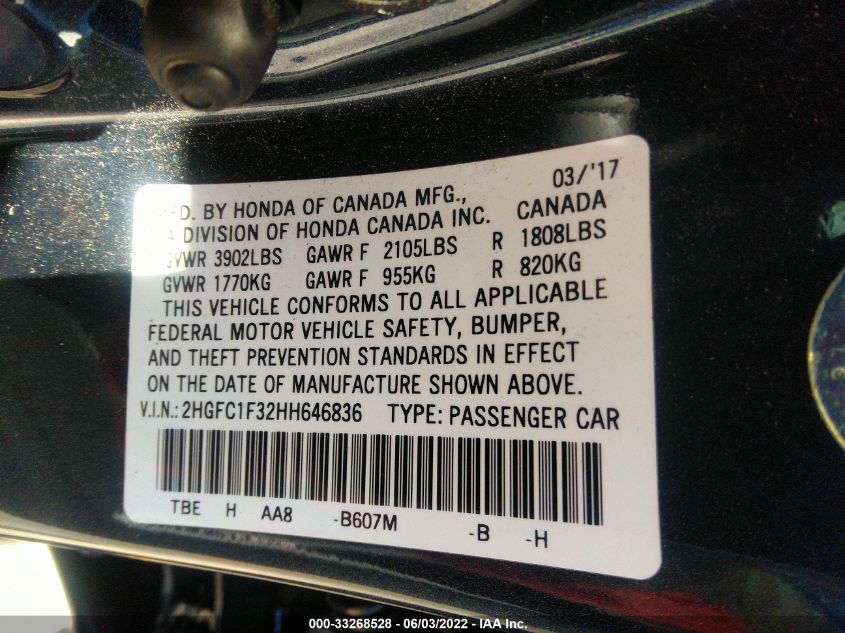 03/'17
MFD. BY HONDA OF CANADA MFG.,
A DIVISION OF HONDA CANADA INC. CANADA
GVWR 3902LBS GAWR F 2105LBS R 1808LBS
GVWR 1770KG GAWR F 955KG R 820KG
THIS VEHICLE CONFORMS TO ALL APPLICABLE
FEDERAL MOTOR VEHICLE SAFETY, BUMPER,
AND THEFT PREVENTION STANDARDS IN EFFECT
ON THE DATE OF MANUFACTURE SHOWN ABOVE.
V.I.N.: 2HGFC1F32HH646836 TYPE: PASSENGER CAR
TBE H AA8 -B607M -B -H
000-33268528 - 06/03/2022 - IAA Inc.